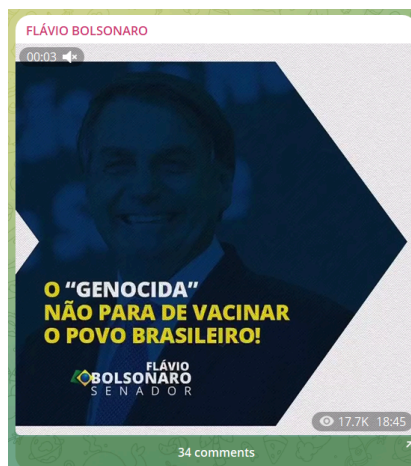 FLÁVIO BOLSONARO
00:03
O “GENOCIDA”
NÃO PARA DE VACINAR
O POVO BRASILEIRO!
FLÁVIO
BOLSONARO
SENADOR
17.7K 18:45
34 comments